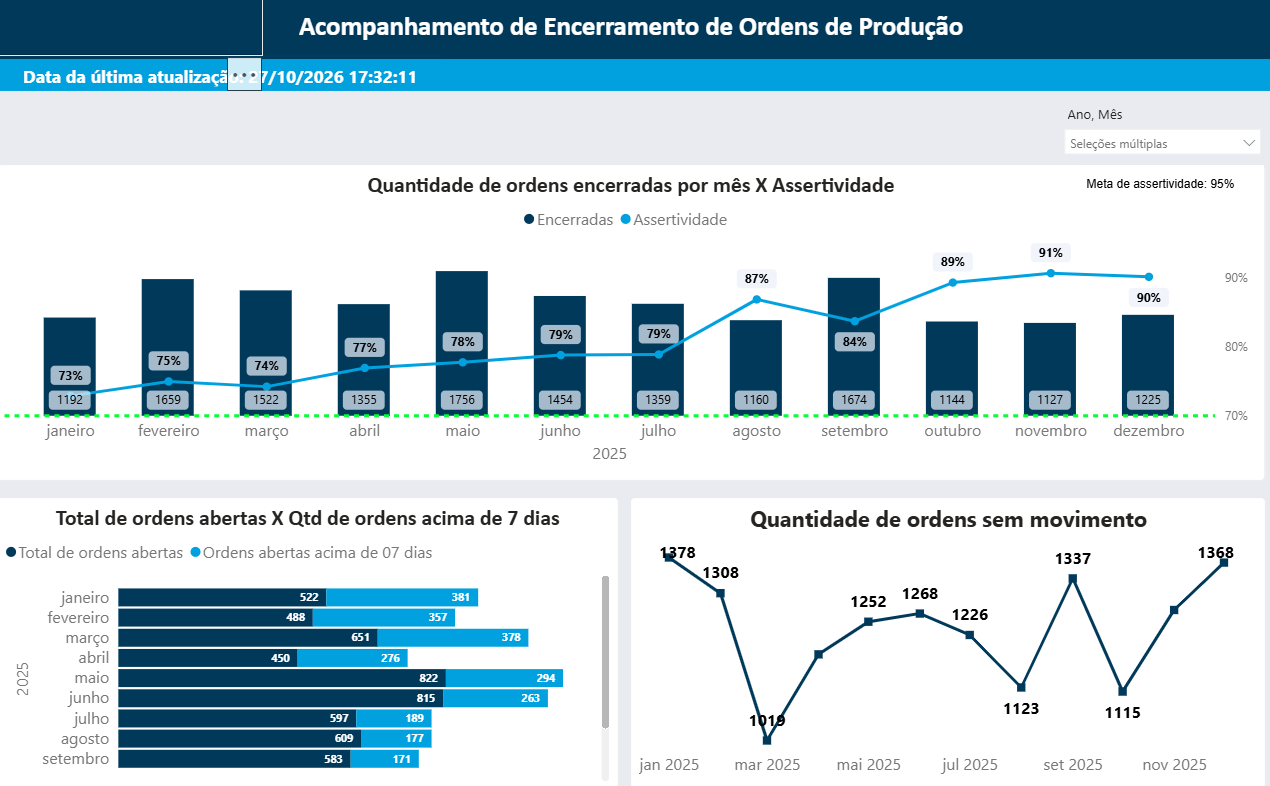 Acompanhamento de Encerramento de Ordens de Produção
Data da última atualização: 27/10/2026 17:32:11
Ano, Mês
Seleções múltiplas
Quantidade de ordens encerradas por mês X Assertividade
Meta de assertividade: 95%
Encerradas Assertividade
73% 75% 74% 77% 78% 79% 79% 87% 84% 89% 91% 90%
90%
80%
70%
1192 1659 1522 1355 1756 1454 1359 1160 1674 1144 1127 1225
janeiro fevereiro março abril maio junho julho agosto setembro outubro novembro dezembro
2025
Total de ordens abertas X Qtd de ordens acima de 7 dias
Total de ordens abertas Ordens abertas acima de 07 dias
2025
janeiro 522 381
fevereiro 488 357
março 651 378
abril 450 276
maio 822 294
junho 815 263
julho 597 189
agosto 609 177
setembro 583 171
Quantidade de ordens sem movimento
1378 1308 1019 1252 1268 1226 1123 1337 1115 1368
jan 2025 mar 2025 mai 2025 jul 2025 set 2025 nov 2025